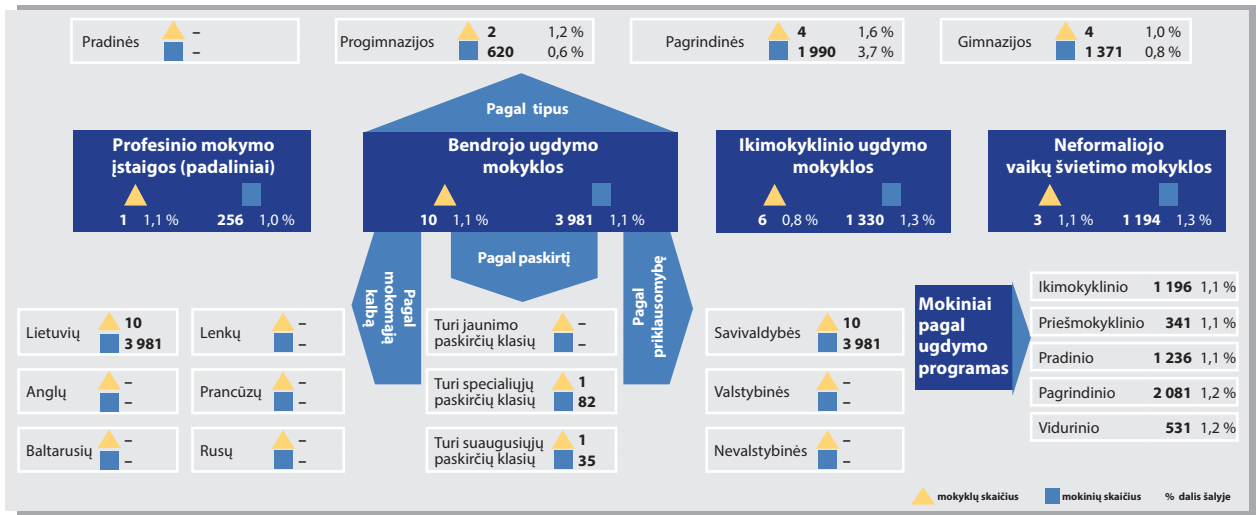 Pradinės
–
–
Progimnazijos
2 1,2 %
620 0,6 %
Pagrindinės
4 1,6 %
1 990 3,7 %
Gimnazijos
4 1,0 %
1 371 0,8 %
Pagal tipus
Profesinio mokymo
įstaigos (padaliniai)
1 1,1 % 256 1,0 %
Bendrojo ugdymo
mokyklos
10 1,1 % 3 981 1,1 %
Ikimokyklinio ugdymo
mokyklos
6 0,8 % 1 330 1,3 %
Neformaliojo
vaikų švietimo mokyklos
3 1,1 % 1 194 1,3 %
Pagal
mokomąją
kalbą
Pagal paskirtį
Pagal
priklausomybę
Lietuvių
10
3 981
Lenkų
–
–
Anglų
–
–
Prancūzų
–
–
Baltarusių
–
–
Rusų
–
–
Turi jaunimo
paskirčių klasių
–
–
Turi specialiųjų
paskirčių klasių
1
82
Turi suaugusiųjų
paskirčių klasių
1
35
Savivaldybės
10
3 981
Valstybinės
–
–
Nevalstybinės
–
–
Mokiniai
pagal
ugdymo
programas
Ikimokyklinio 1 196 1,1 %
Priešmokyklinio 341 1,1 %
Pradinio 1 236 1,1 %
Pagrindinio 2 081 1,2 %
Vidurinio 531 1,2 %
mokyklų skaičius mokinių skaičius % dalis šalyje